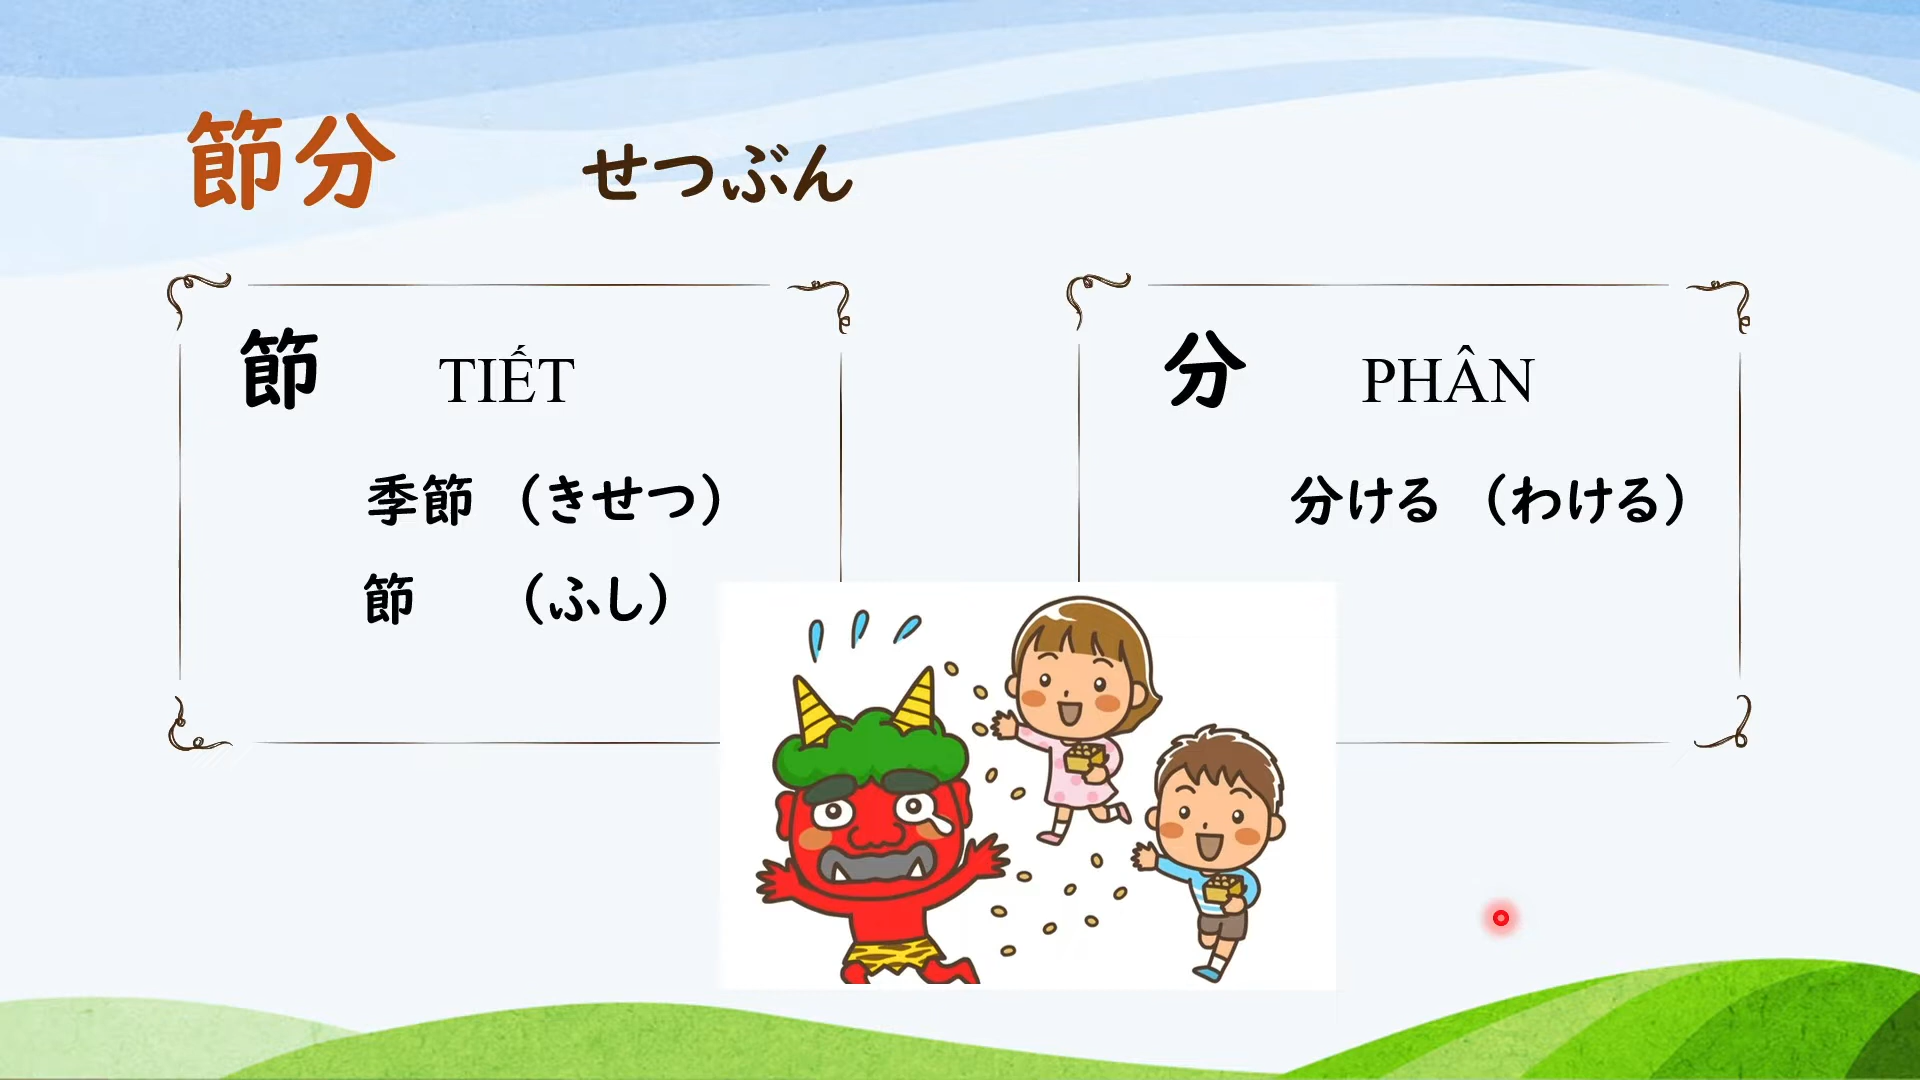 節分 せつぶん
節 TIẾT
季節 （きせつ）
節 （ふし）
分 PHÂN
分ける （わける）